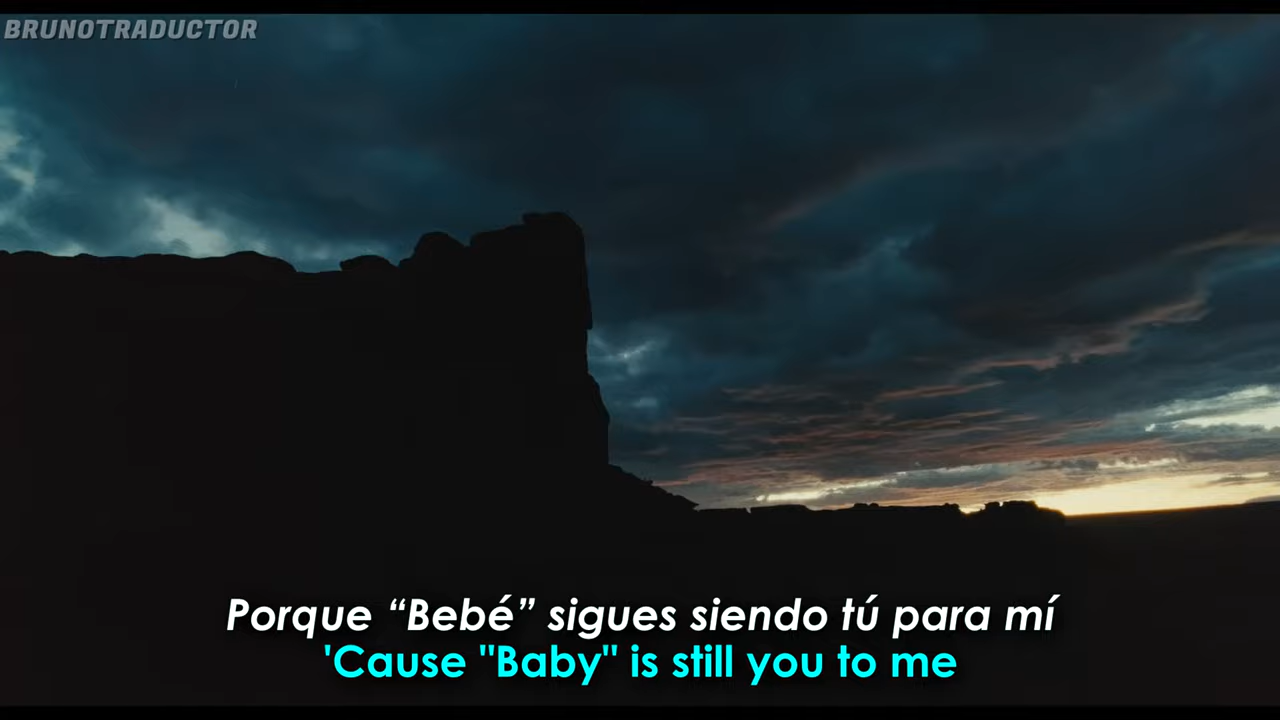 BRUNOTRADUCTOR
Porque “Bebé” sigues siendo tú para mí
'Cause "Baby" is still you to me